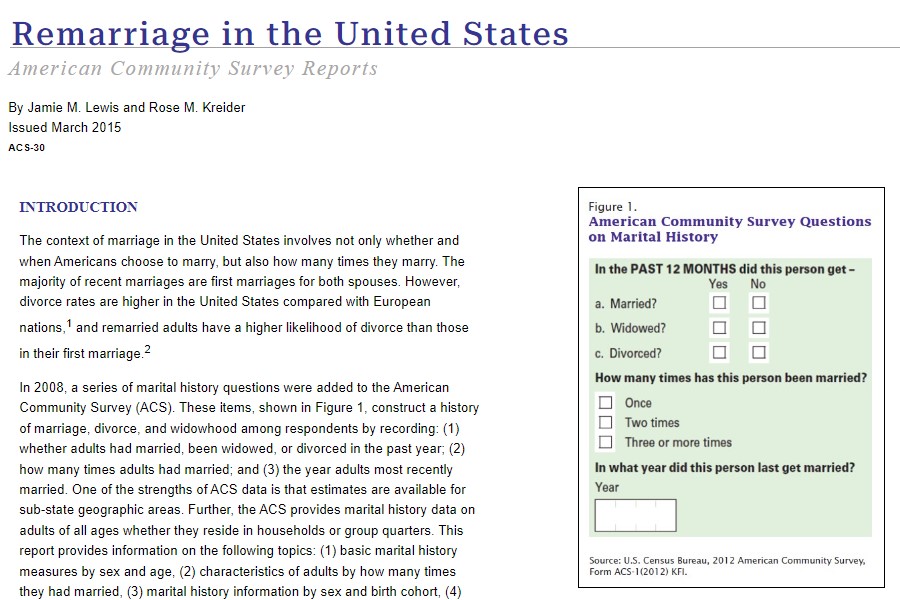 Remarriage in the United States
American Community Survey Reports
By Jamie M. Lewis and Rose M. Kreider
Issued March 2015
ACS-30
INTRODUCTION
The context of marriage in the United States involves not only whether and
when Americans choose to marry, but also how many times they marry. The
majority of recent marriages are first marriages for both spouses. However,
divorce rates are higher in the United States compared with European
nations,1 and remarried adults have a higher likelihood of divorce than those
in their first marriage.2
In 2008, a series of marital history questions were added to the American
Community Survey (ACS). These items, shown in Figure 1, construct a history
of marriage, divorce, and widowhood among respondents by recording: (1)
whether adults had married, been widowed, or divorced in the past year; (2)
how many times adults had married; and (3) the year adults most recently
married. One of the strengths of ACS data is that estimates are available for
sub-state geographic areas. Further, the ACS provides marital history data on
adults of all ages whether they reside in households or group quarters. This
report provides information on the following topics: (1) basic marital history
measures by sex and age, (2) characteristics of adults by how many times
they had married, (3) marital history information by sex and birth cohort, (4)
Figure 1.
American Community Survey Questions
on Marital History
In the PAST 12 MONTHS did this person get –
Yes No
a. Married?
b. Widowed?
c. Divorced?
How many times has this person been married?
Once
Two times
Three or more times
In what year did this person last get married?
Year
Source: U.S. Census Bureau, 2012 American Community Survey,
Form ACS-1(2012) KFI.